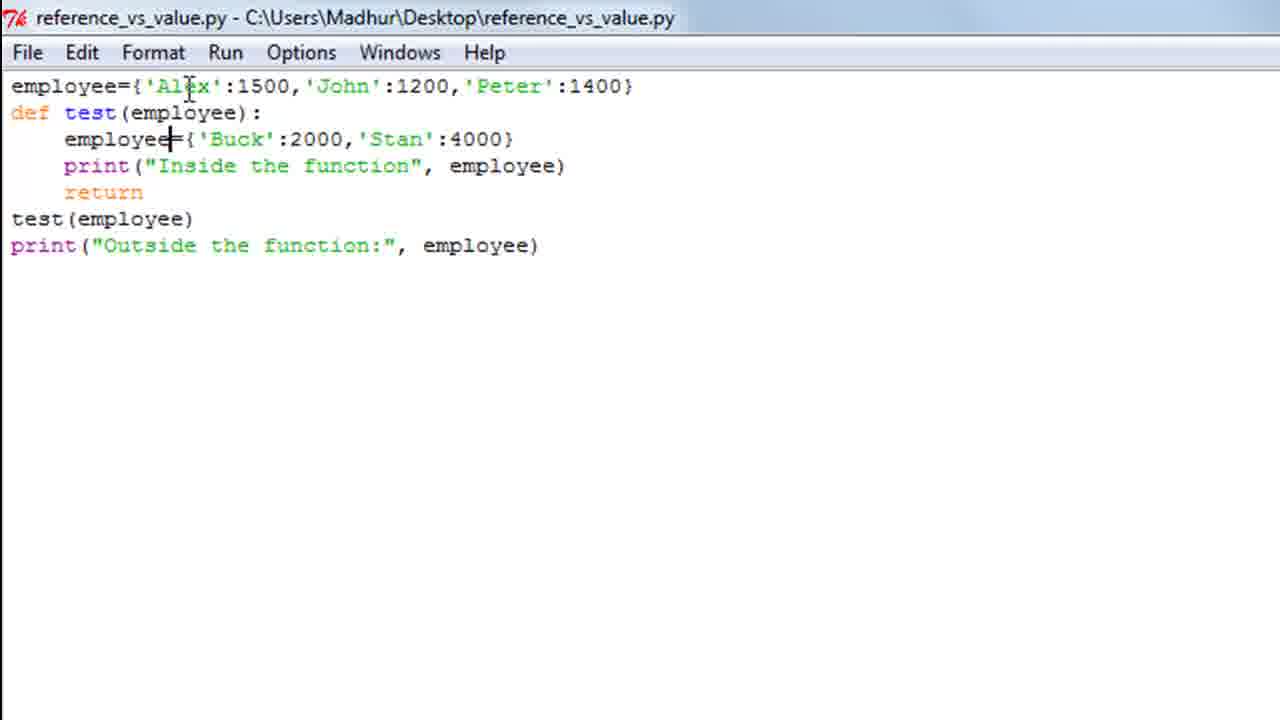 reference_vs_value.py - C:\Users\Madhur\Desktop\reference_vs_value.py
File Edit Format Run Options Windows Help
employee={'Alex':1500,'John':1200,'Peter':1400}
def test(employee):
    employee={'Buck':2000,'Stan':4000}
    print("Inside the function", employee)
    return
test(employee)
print("Outside the function:", employee)